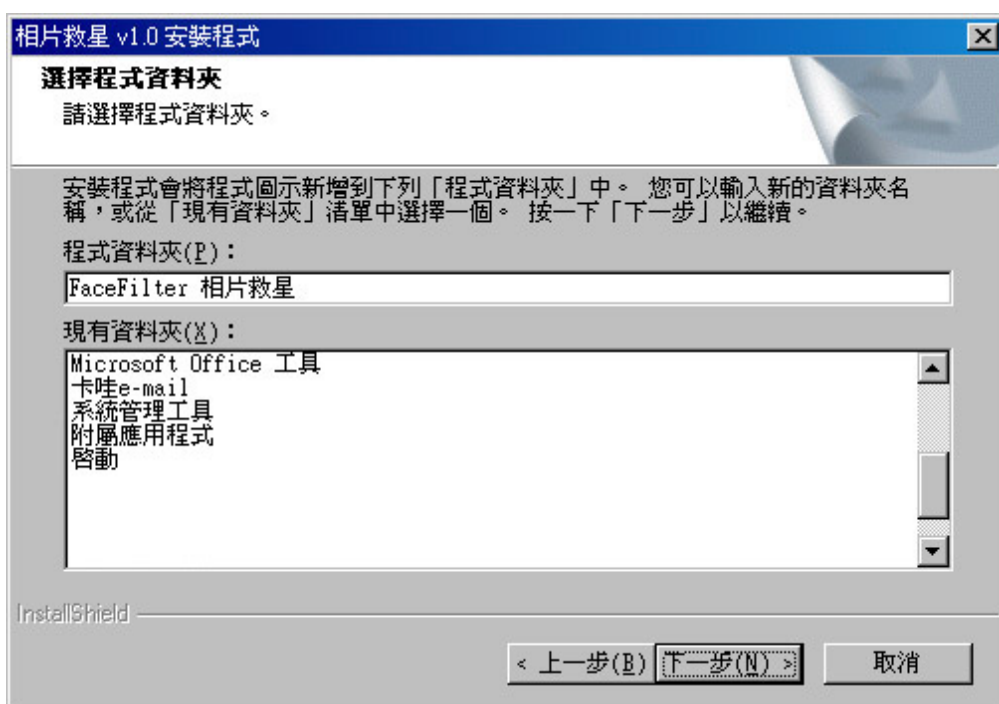 相片救星 v1.0 安裝程式
選擇程式資料夾
請選擇程式資料夾。
安裝程式會將程式圖示新增到下列「程式資料夾」中。 您可以輸入新的資料夾名
稱，或從「現有資料夾」清單中選擇一個。 按一下「下一步」以繼續。
程式資料夾(P)：
FaceFilter 相片救星
現有資料夾(X)：
Microsoft Office 工具
卡哇e-mail
系統管理工具
附屬應用程式
啓動
InstallShield
< 上一步(B) 下一步(N) > 取消